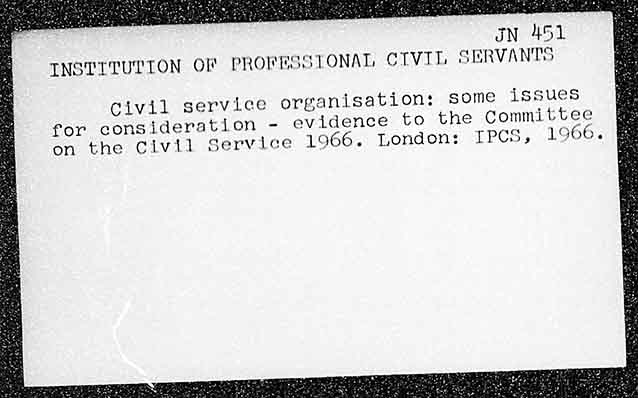 JN 451
INSTITUTION OF PROFESSIONAL CIVIL SERVANTS
Civil service organisation: some issues
for consideration - evidence to the Committee
on the Civil Service 1966. London: IPCS, 1966.